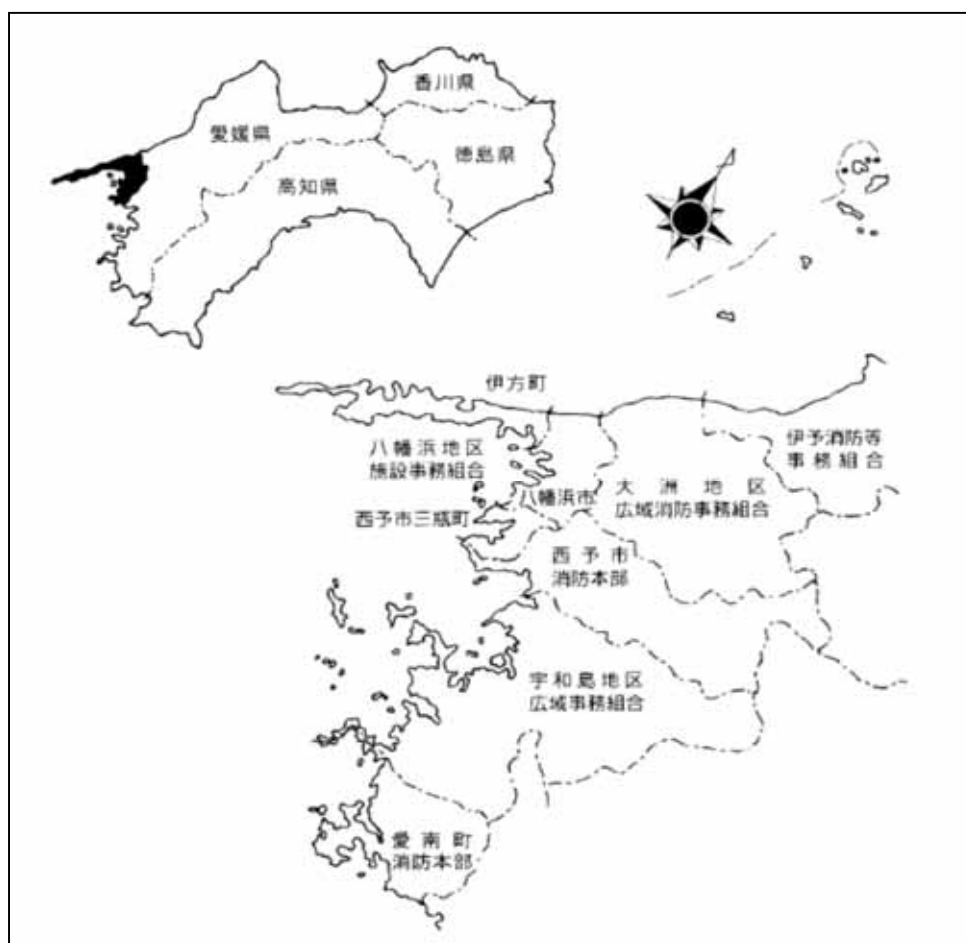 香川県
愛媛県
徳島県
高知県
伊方町
伊予消防等
事務組合
八幡浜地区
施設事務組合
大洲地区
広域消防事務組合
八幡浜市
西予市三瓶町
西予市
消防本部
宇和島地区
広域事務組合
愛南町
消防本部